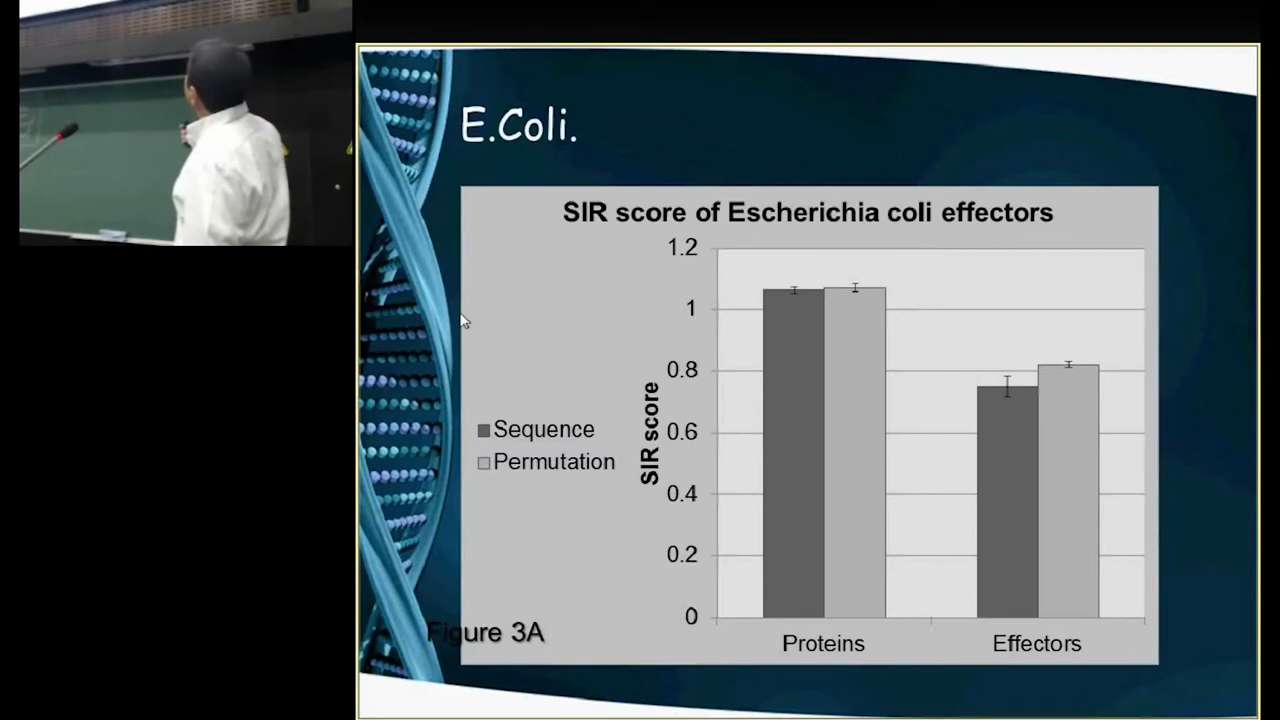 E.Coli.
SIR score of Escherichia coli effectors
1.2
1
0.8
0.6
0.4
0.2
0
SIR score
Sequence
Permutation
Proteins
Effectors
Figure 3A